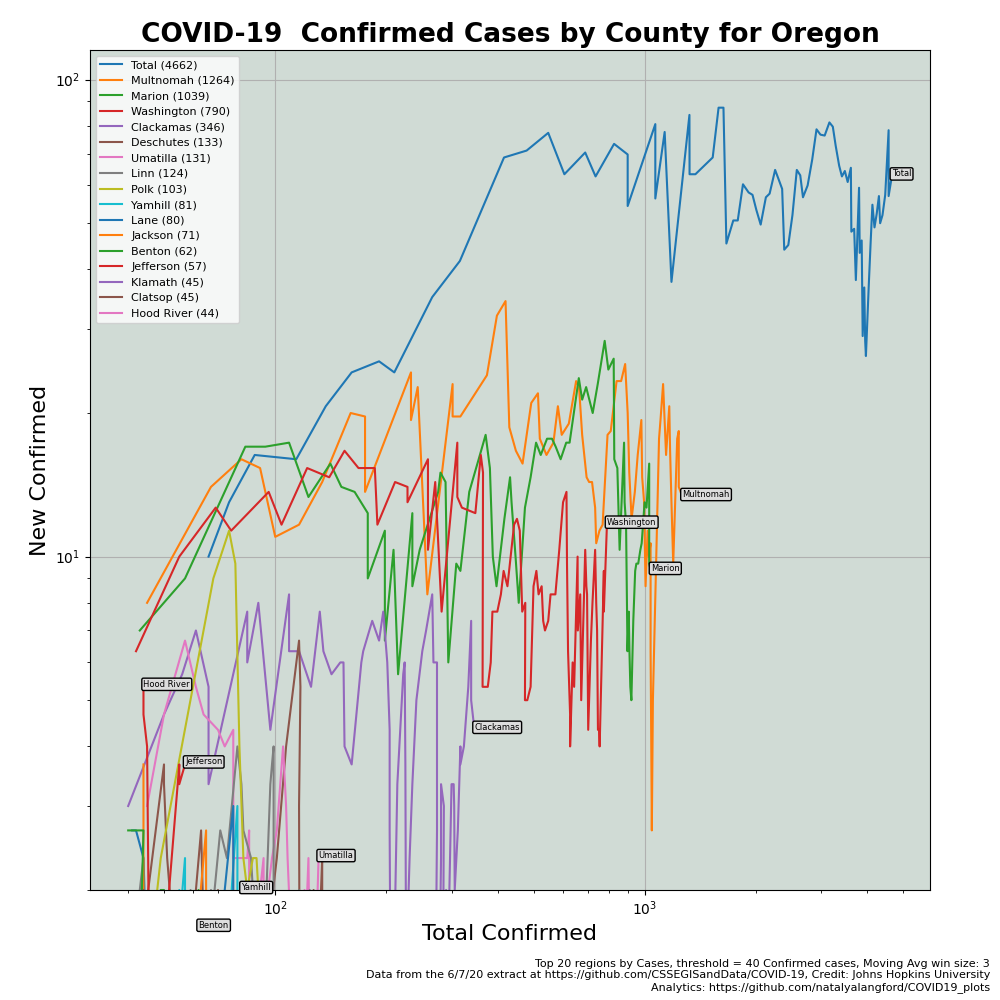 COVID-19  Confirmed Cases by County for Oregon
10²
Total (4662)
Multnomah (1264)
Marion (1039)
Washington (790)
Clackamas (346)
Deschutes (133)
Umatilla (131)
Linn (124)
Polk (103)
Yamhill (81)
Lane (80)
Jackson (71)
Benton (62)
Jefferson (57)
Klamath (45)
Clatsop (45)
Hood River (44)
Total
Multnomah
Washington
New Confirmed
10¹
Marion
Hood River
Clackamas
Jefferson
Umatilla
Yamhill
10²
10³
Benton
Total Confirmed
Top 20 regions by Cases, threshold = 40 Confirmed cases, Moving Avg win size: 3
Data from the 6/7/20 extract at https://github.com/CSSEGISandData/COVID-19, Credit: Johns Hopkins University
Analytics: https://github.com/natalyalangford/COVID19_plots